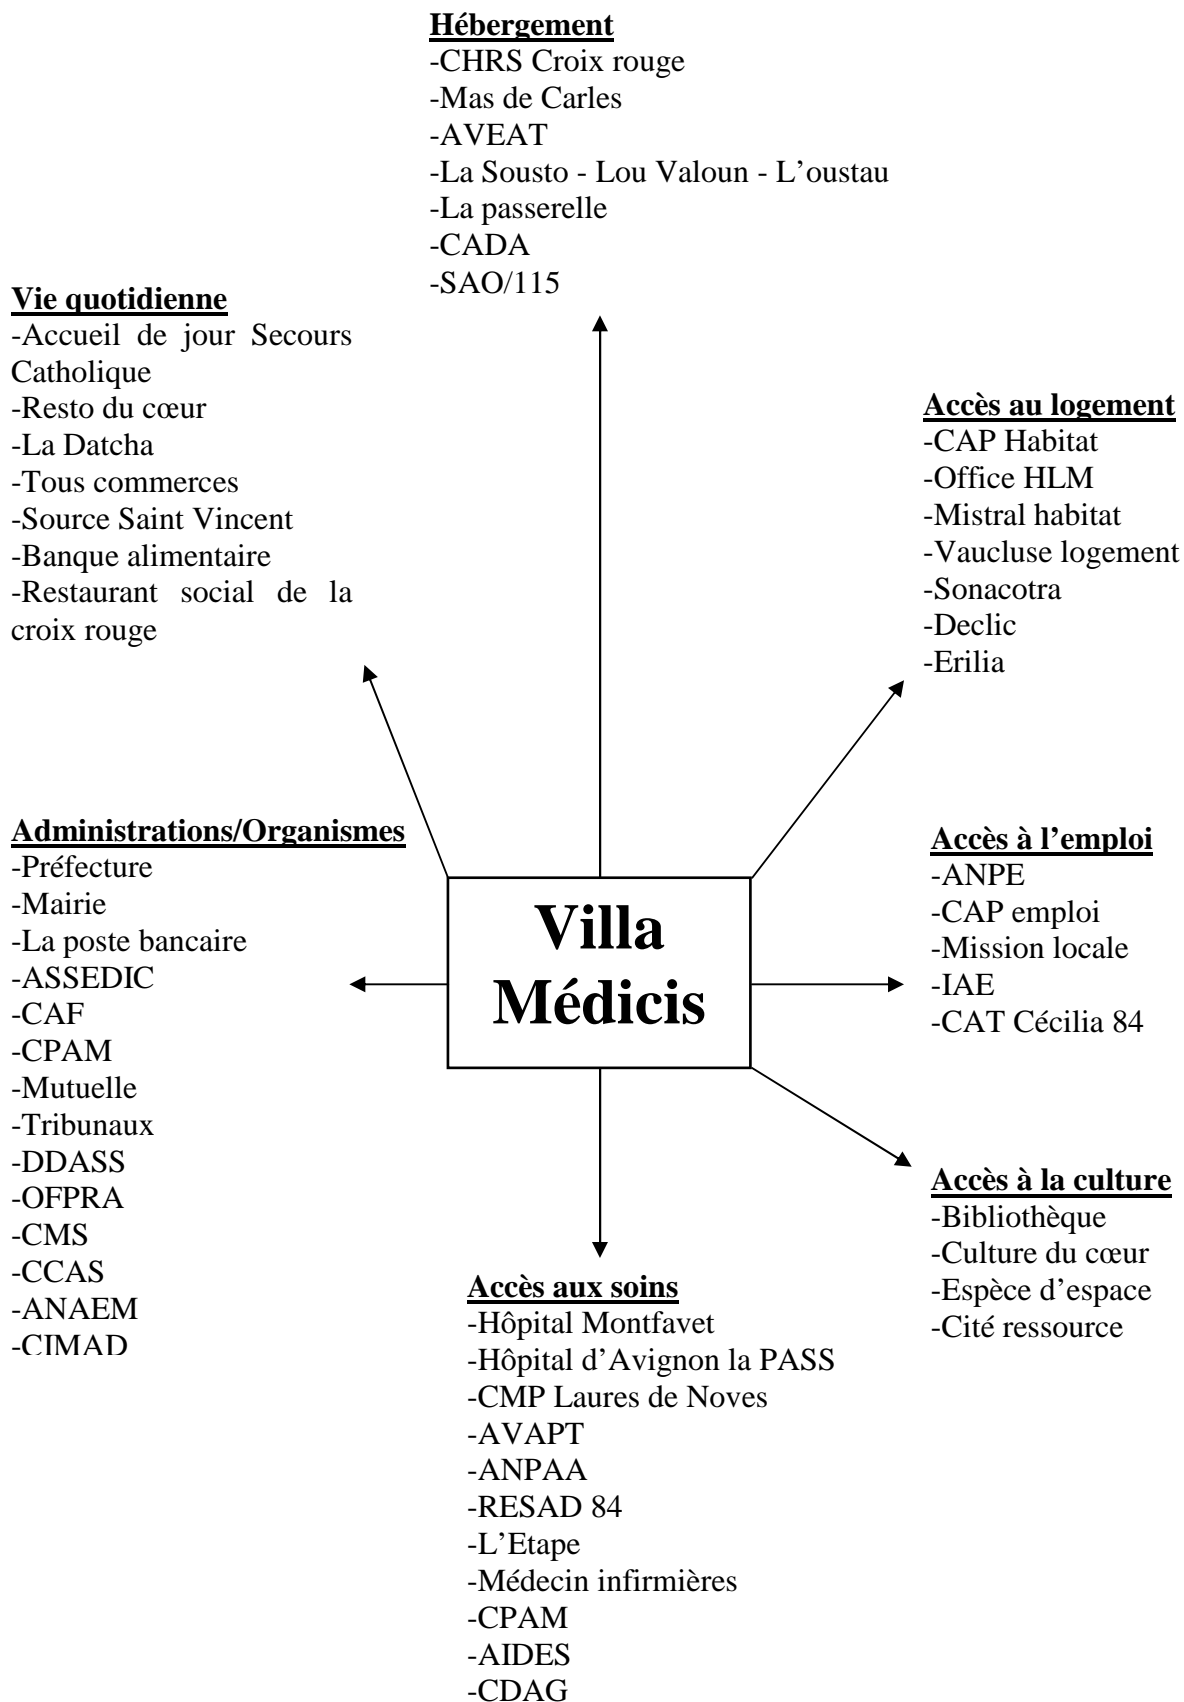 Hébergement
-CHRS Croix rouge
-Mas de Carles
-AVEAT
-La Sousto - Lou Valoun - L'oustau
-La passerelle
-CADA
-SAO/115
Vie quotidienne
-Accueil de jour Secours
Catholique
-Resto du cœur
-La Datcha
-Tous commerces
-Source Saint Vincent
-Banque alimentaire
-Restaurant social de la
croix rouge
Accès au logement
-CAP Habitat
-Office HLM
-Mistral habitat
-Vaucluse logement
-Sonacotra
-Declic
-Erilia
Administrations/Organismes
-Préfecture
-Mairie
-La poste bancaire
-ASSEDIC
-CAF
-CPAM
-Mutuelle
-Tribunaux
-DDASS
-OFPRA
-CMS
-CCAS
-ANAEM
-CIMAD
Villa
Médicis
Accès à l’emploi
-ANPE
-CAP emploi
-Mission locale
-IAE
-CAT Cécilia 84
Accès à la culture
-Bibliothèque
-Culture du cœur
-Espèce d’espace
-Cité ressource
Accès aux soins
-Hôpital Montfavet
-Hôpital d’Avignon la PASS
-CMP Laures de Noves
-AVAPT
-ANPAA
-RESAD 84
-L’Etape
-Médecin infirmières
-CPAM
-AIDES
-CDAG